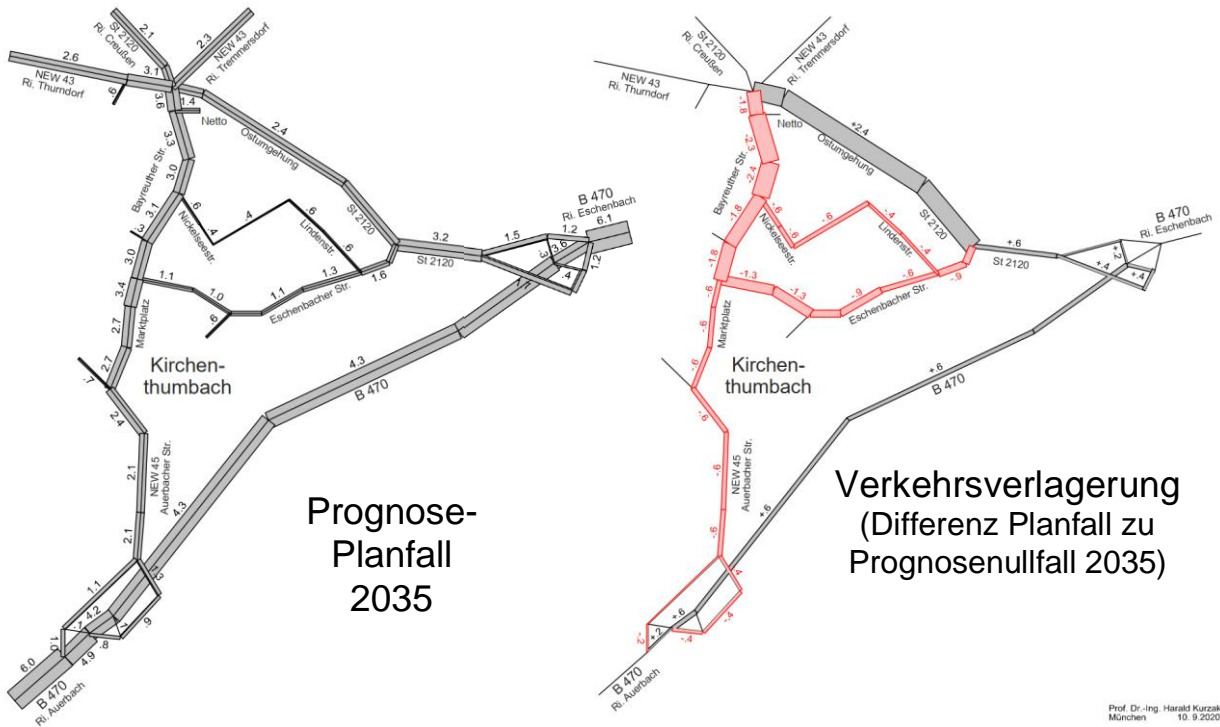 2.1
St 2120
Ri. Creußen
2.3
NEW 43
Ri. Tremmersdorf
2.6
NEW 43
Ri. Thurndorf
3.1
.6
3.6
1.4
Netto
2.4
Ostumgehung
3.3
3.0
Bayreuther Str.
3.1
.3
3.0
.6
.4
Nickelseestr.
.4
.6
Lindenstr.
.6
St 2120
3.2
St 2120
1.5
1.2
B 470
Ri. Eschenbach
6.1
3.6
.3
.4
1.2
1.1
1.0
1.1
1.3
1.6
Eschenbacher Str.
.6
3.4
2.7
Marktplatz
2.7
.7
2.4
Kirchen-
thumbach
4.3
B 470
2.1
NEW 45
Auerbacher Str.
2.1
4.3
Prognose-
Planfall
2035
1.1
4.2
.9
.8
1.0
4.9
6.0
B 470
Ri. Auerbach
St 2120
Ri. Creußen
NEW 43
Ri. Tremmersdorf
NEW 43
Ri. Thurndorf
-1.8
Netto
+2.4
Ostumgehung
-2.3
-2.4
Bayreuther Str.
-1.8
-1.8
-.6
-.6
Nickelseestr.
-.6
-.4
Lindenstr.
-.4
St 2120
+.6
St 2120
B 470
Ri. Eschenbach
+.2
+.4
+.4
-1.3
-1.3
-.9
-.6
-.9
Eschenbacher Str.
-.6
-.6
Marktplatz
-.6
-.6
Kirchen-
thumbach
+.6
B 470
-.6
NEW 45
Auerbacher Str.
-.6
+.6
Verkehrsverlagerung
(Differenz Planfall zu
Prognosenullfall 2035)
+.6
+.2
-.4
-.4
-.2
B 470
Ri. Auerbach
Prof. Dr.-Ing. Harald Kurzak
München 10. 9.2020